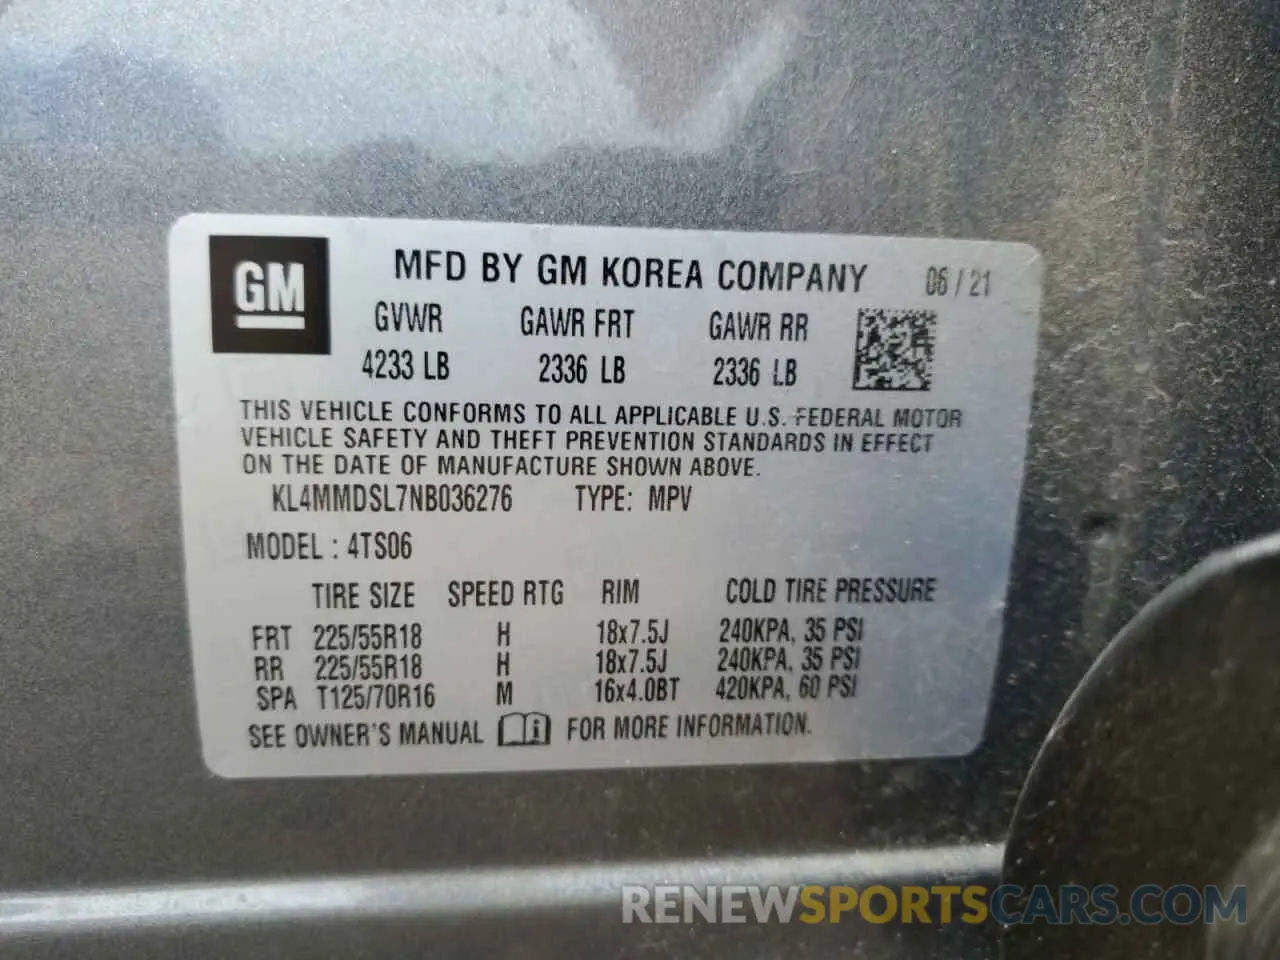 GM
MFD BY GM KOREA COMPANY 06/21
GVWR GAWR FRT GAWR RR
4233 LB 2336 LB 2336 LB
THIS VEHICLE CONFORMS TO ALL APPLICABLE U.S. FEDERAL MOTOR
VEHICLE SAFETY AND THEFT PREVENTION STANDARDS IN EFFECT
ON THE DATE OF MANUFACTURE SHOWN ABOVE.
KL4MMDSL7NB036276 TYPE: MPV
MODEL : 4TS06
TIRE SIZE SPEED RTG RIM COLD TIRE PRESSURE
FRT 225/55R18 H 18x7.5J 240KPA, 35 PSI
RR 225/55R18 H 18x7.5J 240KPA, 35 PSI
SPA T125/70R16 M 16x4.0BT 420KPA, 60 PSI
SEE OWNER'S MANUAL i FOR MORE INFORMATION.
RENEWSPORTSCARS.COM